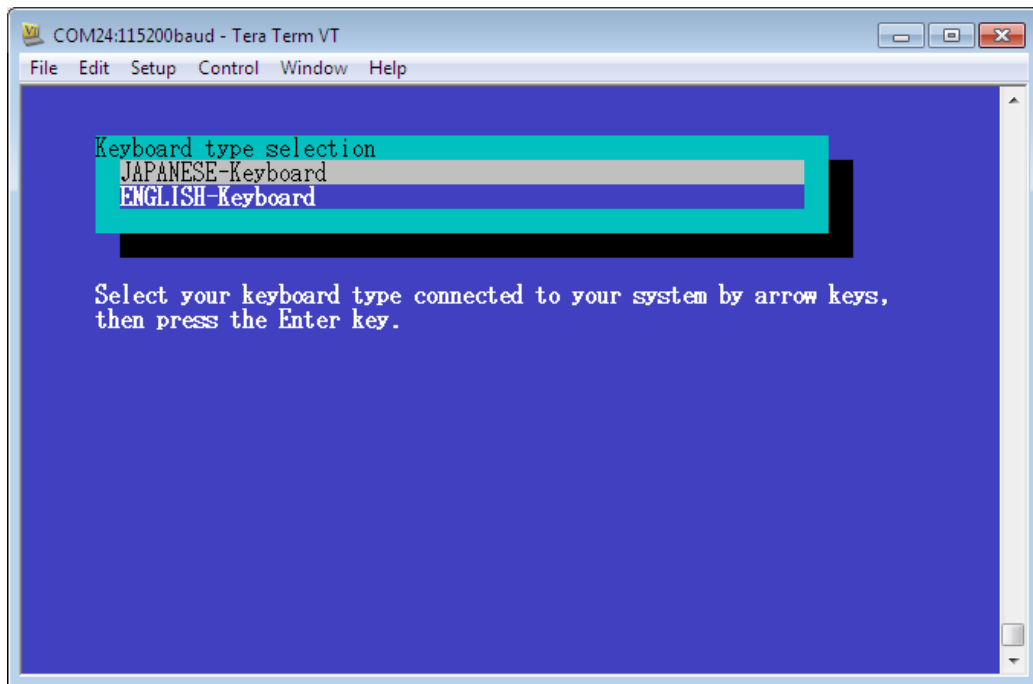 COM24:115200baud - Tera Term VT
File Edit Setup Control Window Help
Keyboard type selection
JAPANESE-Keyboard
ENGLISH-Keyboard
Select your keyboard type connected to your system by arrow keys,
then press the Enter key.